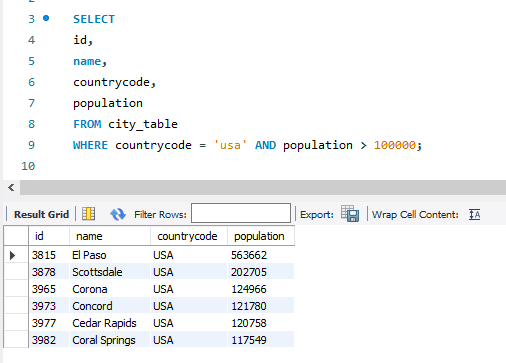 3 SELECT
4 id,
5 name,
6 countrycode,
7 population
8 FROM city_table
9 WHERE countrycode = 'usa' AND population > 100000;
10
Result Grid Filter Rows: Export: Wrap Cell Content: IA
id name countrycode population
3815 El Paso USA 563662
3878 Scottsdale USA 202705
3965 Corona USA 124966
3973 Concord USA 121780
3977 Cedar Rapids USA 120758
3982 Coral Springs USA 117549